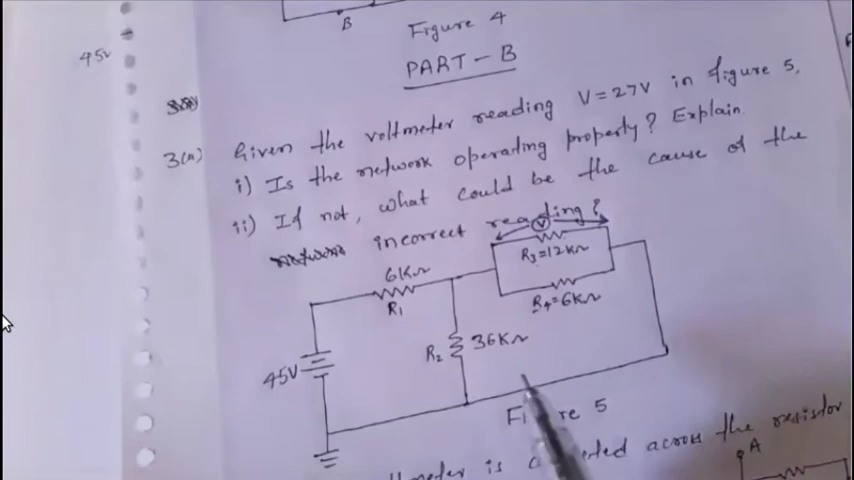 B
Figure 4
45V
PART - B
3(a) Given the voltmeter reading V=27V in figure 5.
i) Is the network operating property? Explain
ii) If not, what could be the cause of the
incorrect reading?
V
6KΩ
R1
R3=12KΩ
R4=6KΩ
R2 36KΩ
45V
5
is
across the resistor
A